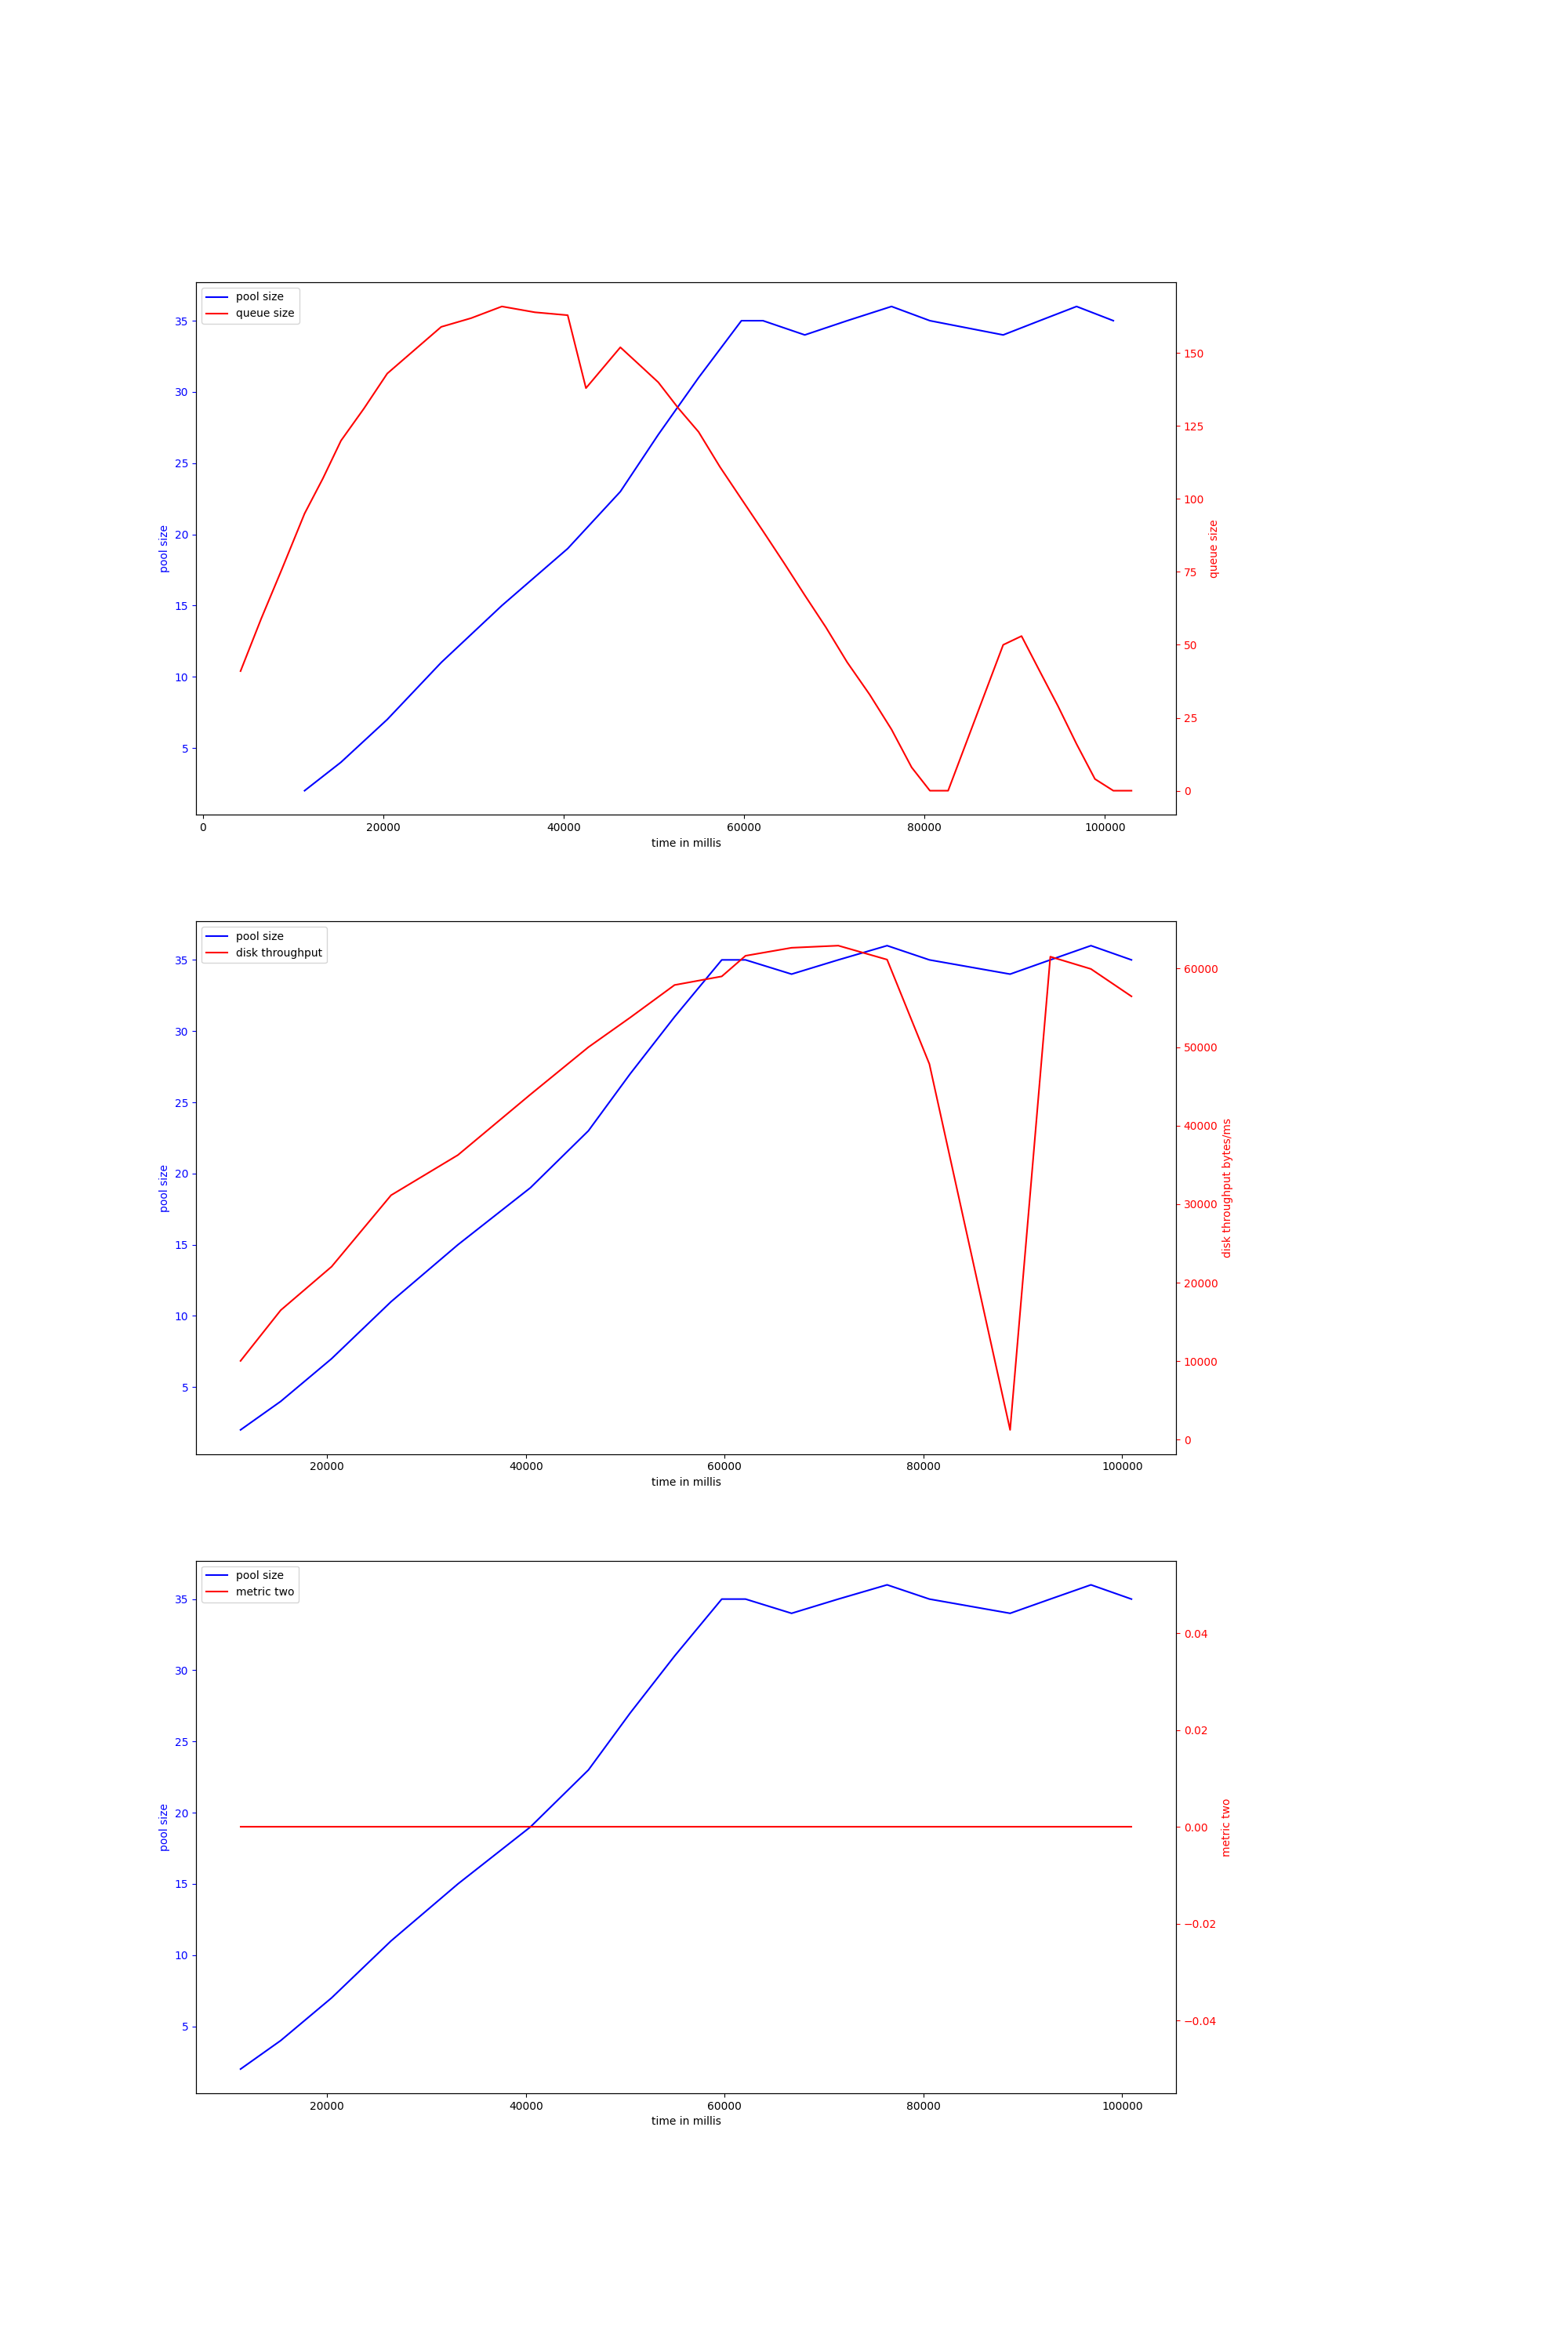 pool size
queue size
35
30
25
20
15
10
5
pool size
150
125
100
75
50
25
0
queue size
0 20000 40000 60000 80000 100000
time in millis
pool size
disk throughput
35
30
25
20
15
10
5
pool size
60000
50000
40000
30000
20000
10000
0
disk throughput bytes/ms
20000 40000 60000 80000 100000
time in millis
pool size
metric two
35
30
25
20
15
10
5
pool size
0.04
0.02
0.00
−0.02
−0.04
metric two
20000 40000 60000 80000 100000
time in millis